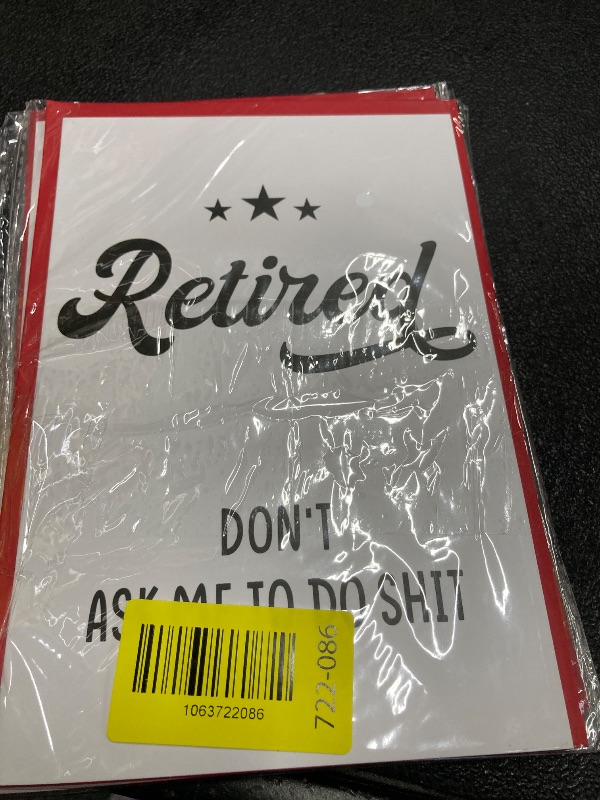 Retired
DON'T
ASK ME TO DO SHIT
1063722086
722-086